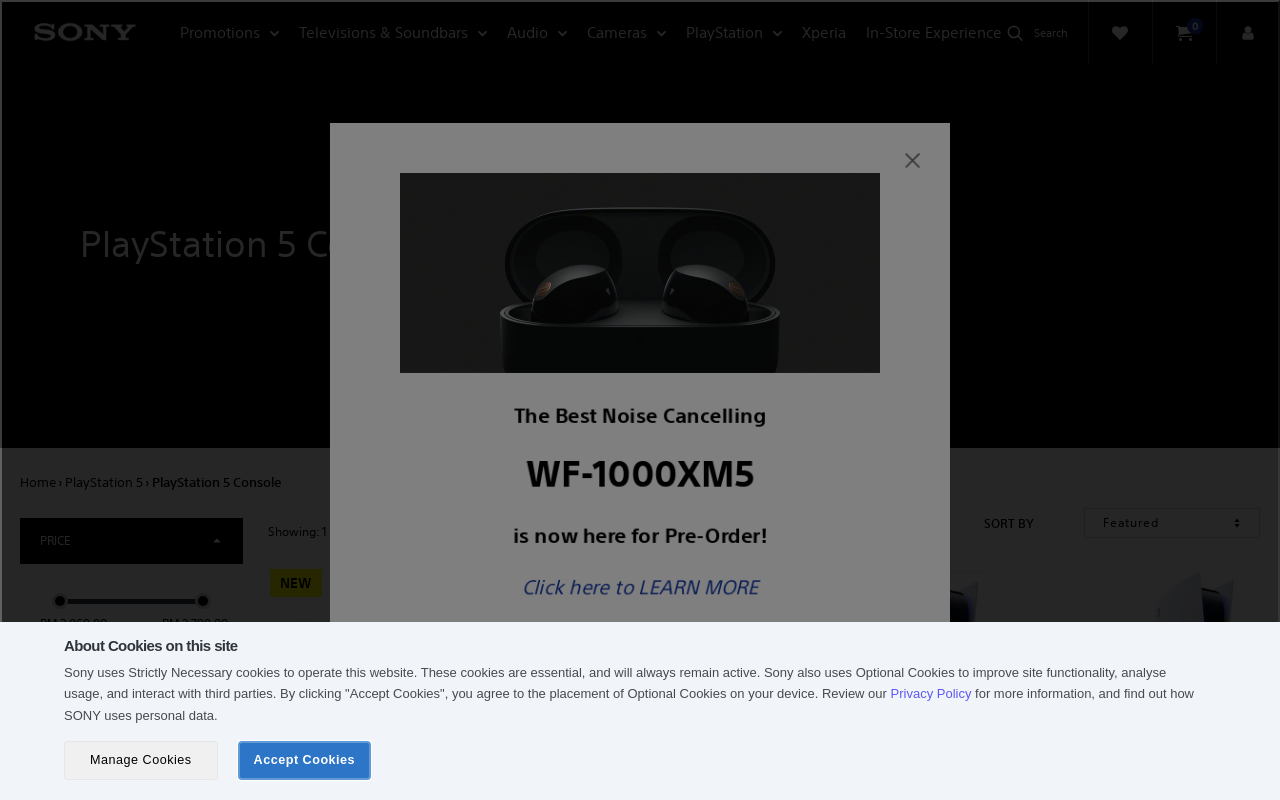 SONY
Promotions
Televisions & Soundbars
Audio
Cameras
PlayStation
Xperia
In-Store Experience
Search
0
PlayStation 5 Co
The Best Noise Cancelling
WF-1000XM5
is now here for Pre-Order!
Click here to LEARN MORE
Home › PlayStation 5 › PlayStation 5 Console
PRICE
Showing: 1
SORT BY
Featured
NEW
About Cookies on this site
Sony uses Strictly Necessary cookies to operate this website. These cookies are essential, and will always remain active. Sony also uses Optional Cookies to improve site functionality, analyse
usage, and interact with third parties. By clicking "Accept Cookies", you agree to the placement of Optional Cookies on your device. Review our Privacy Policy for more information, and find out how
SONY uses personal data.
Manage Cookies
Accept Cookies